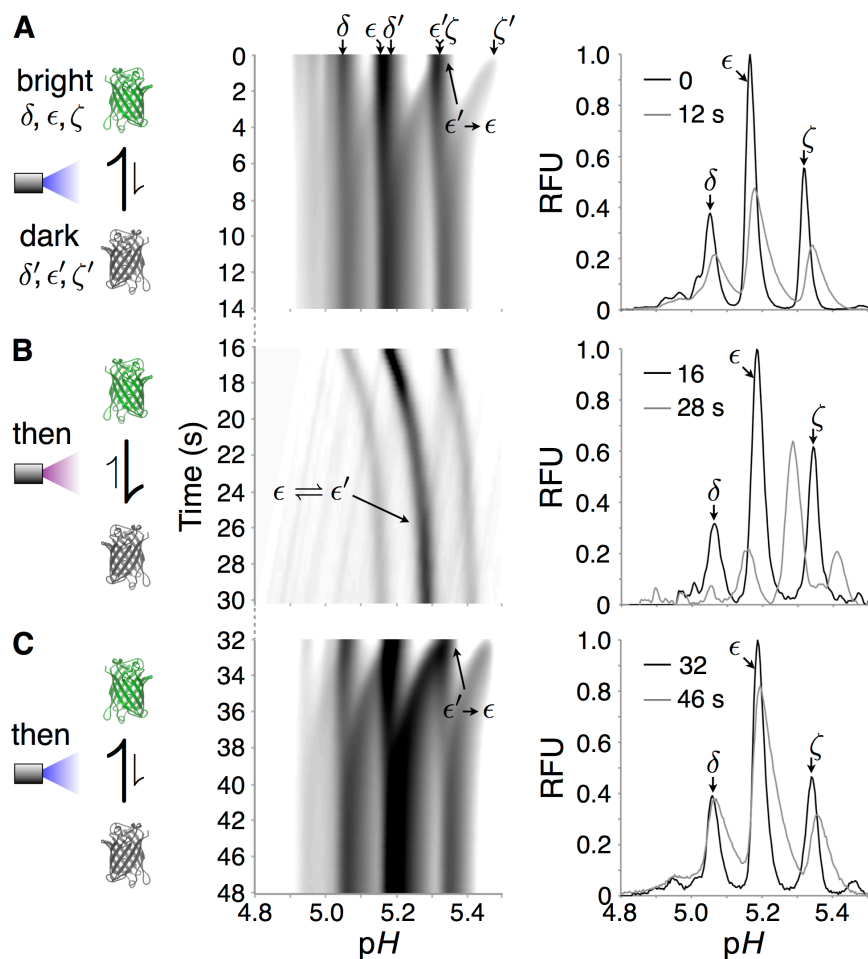 A
bright
δ, ϵ, ζ
dark
δ′, ϵ′, ζ′
δ ϵ δ′ ϵ′ζ ζ′
0
2
4
6
8
10
12
14
ϵ′→ϵ
RFU
1.0
0.8
0.6
0.4
0.2
0
0
12 s
δ
ϵ
ζ
B
then
Time (s)
16
18
20
22
24
26
28
30
ϵ ⇌ ϵ′
RFU
1.0
0.8
0.6
0.4
0.2
0
16
28 s
δ
ϵ
ζ
C
then
32
34
36
38
40
42
44
46
48
ϵ′→ϵ
4.8 5.0 5.2 5.4
pH
RFU
1.0
0.8
0.6
0.4
0.2
0
32
46 s
δ
ϵ
ζ
4.8 5.0 5.2 5.4
pH